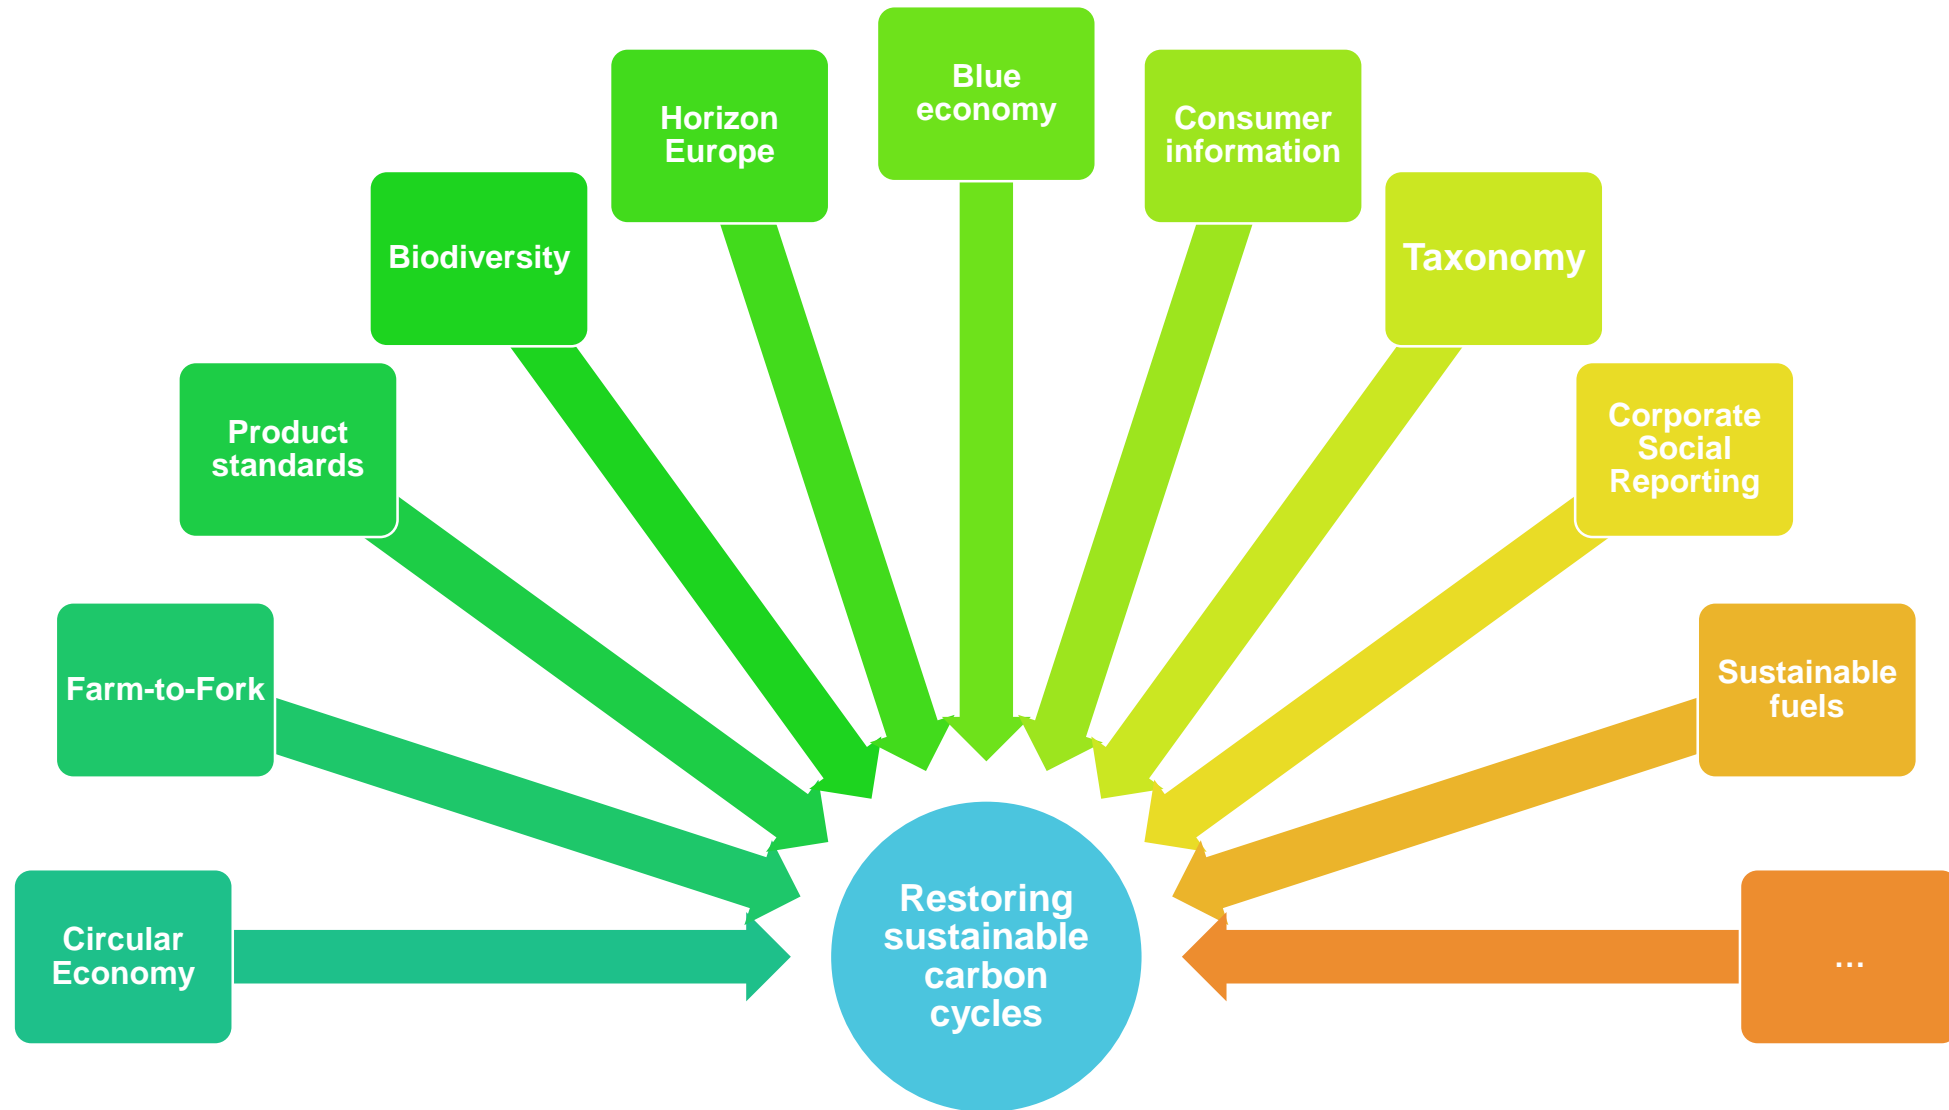 Blue
economy
Horizon
Europe
Consumer
information
Biodiversity
Taxonomy
Product
standards
Corporate
Social
Reporting
Farm-to-Fork
Sustainable
fuels
Circular
Economy
Restoring
sustainable
carbon
cycles
...